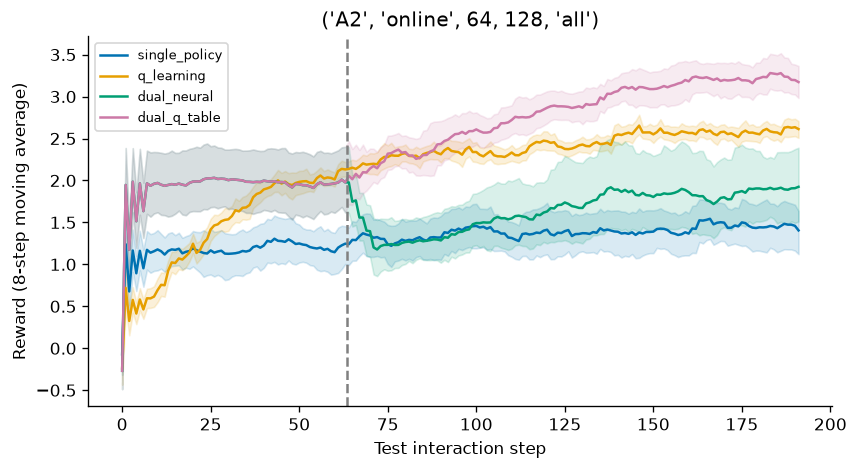 ('A2', 'online', 64, 128, 'all')
single_policy
q_learning
dual_neural
dual_q_table
Reward (8-step moving average)
3.5
3.0
2.5
2.0
1.5
1.0
0.5
0.0
−0.5
0 25 50 75 100 125 150 175 200
Test interaction step